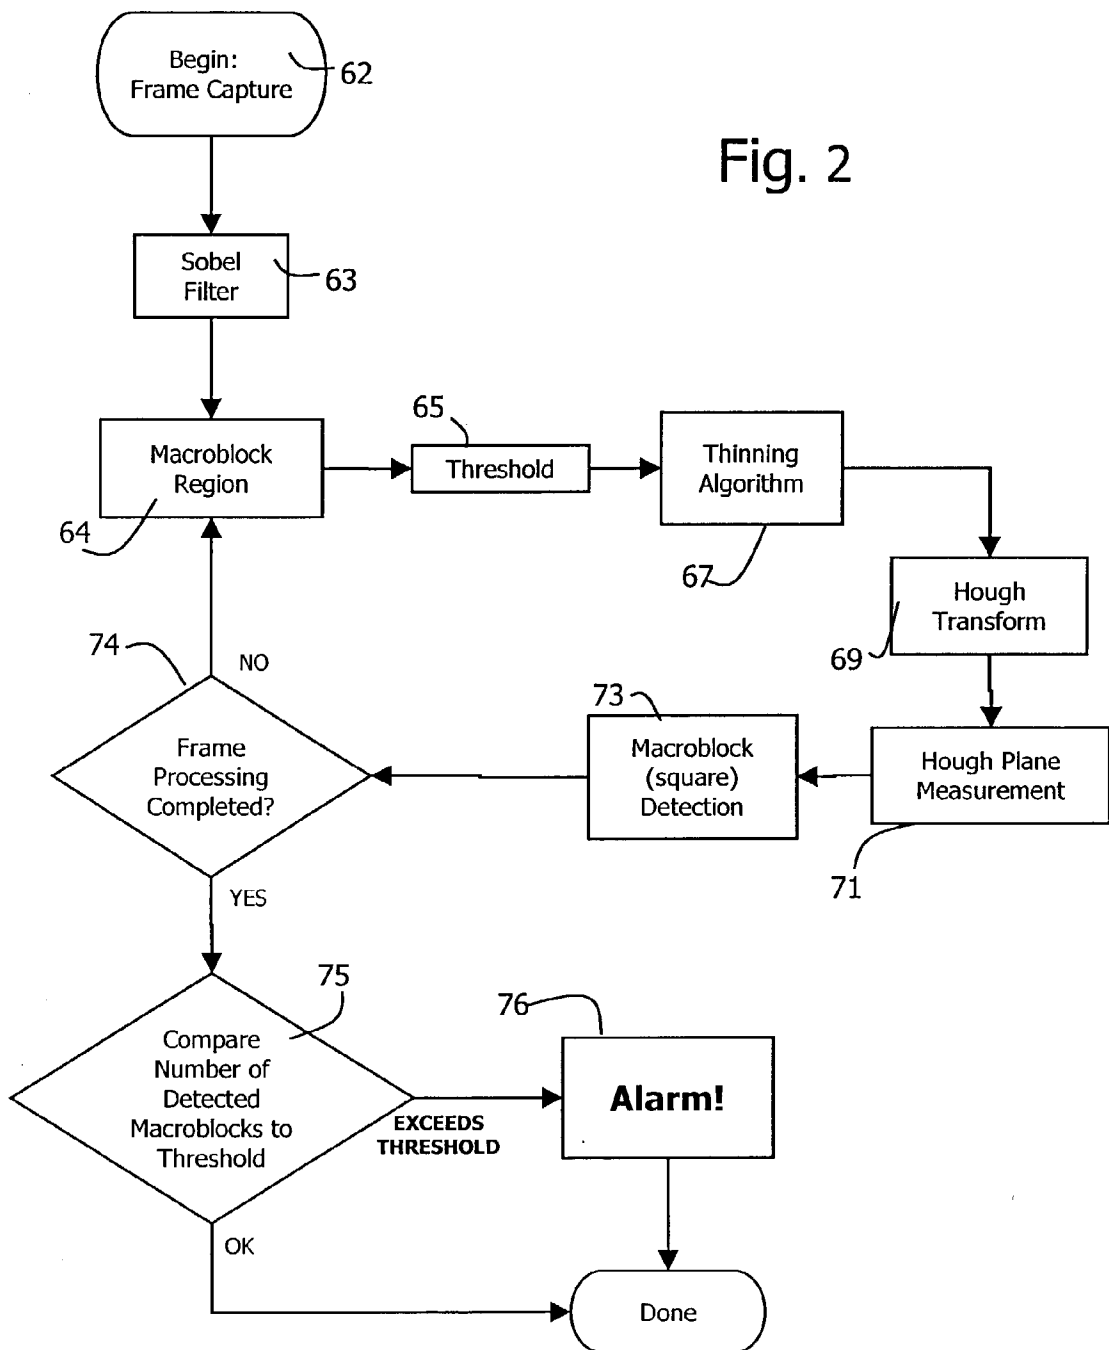 Begin:
Frame Capture
62
Fig. 2
Sobel
Filter
63
Macroblock
Region
64
65
Threshold
Thinning
Algorithm
67
Hough
Transform
69
Hough Plane
Measurement
71
73
Macroblock
(square)
Detection
74
NO
Frame
Processing
Completed?
YES
75
Compare
Number of
Detected
Macroblocks to
Threshold
EXCEEDS
THRESHOLD
76
Alarm!
OK
Done